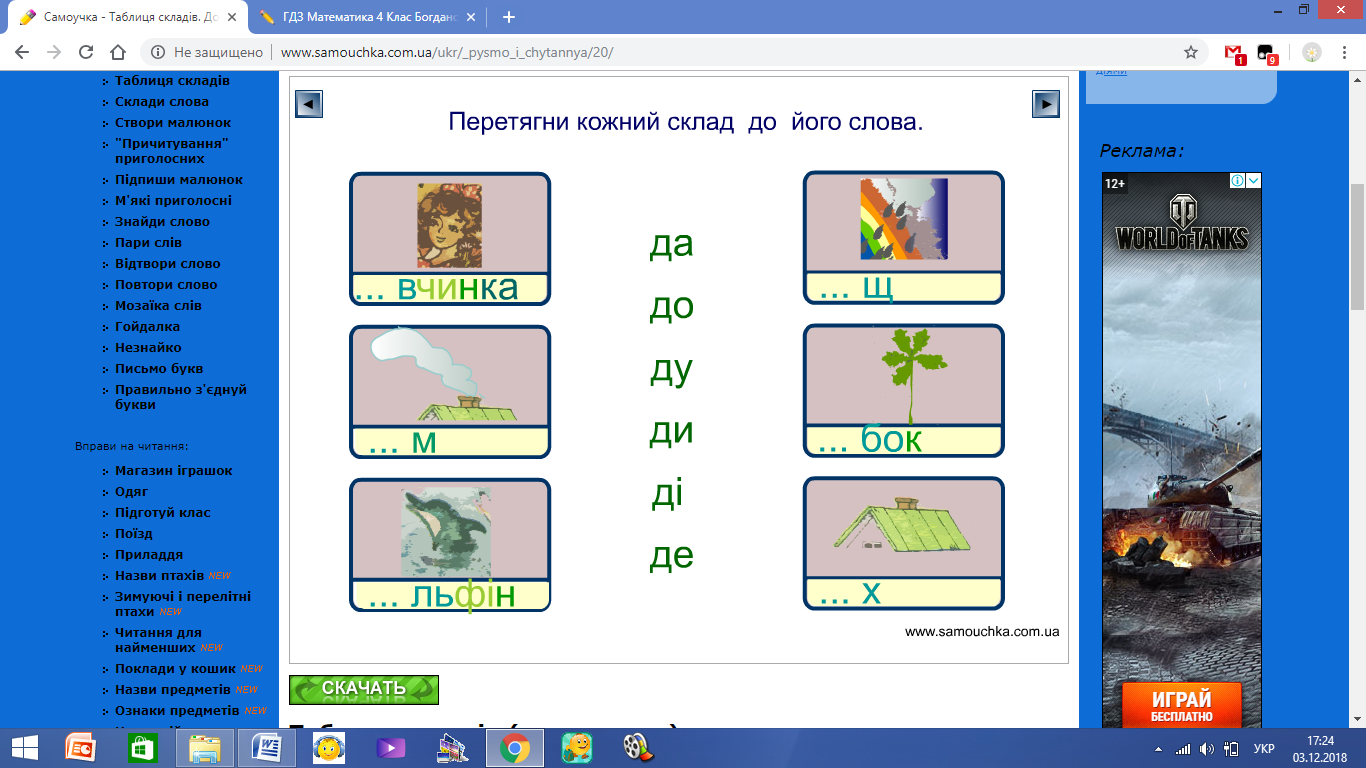 Самоучка - Таблиця складів. До
ГДЗ Математика 4 Клас Богдано
Не защищено www.samouchka.com.ua/ukr/_pysmo_i_chytannya/20/
1
9
Таблиця складів
Склади слова
Створи малюнок
"Причитування" приголосних
Підпиши малюнок
М'які приголосні
Знайди слово
Пари слів
Відтвори слово
Повтори слово
Мозаїка слів
Гойдалка
Незнайко
Письмо букв
Правильно з'єднуй букви
Вправи на читання:
Магазин іграшок
Одяг
Підготуй клас
Поїзд
Приладдя
Назви птахів NEW
Зимуючі і перелітні птахи NEW
Читання для найменших NEW
Поклади у кошик NEW
Назви предметів NEW
Ознаки предметів NEW
Перетягни кожний склад до його слова.
... вчинка
... м
... льфін
да
до
ду
ди
ді
де
... щ
... бок
... х
www.samouchka.com.ua
СКАЧАТЬ
діями
Реклама:
12+
WORLD OF TANKS
ИГРАЙ
БЕСПЛАТНО
УКР
17:24
03.12.2018